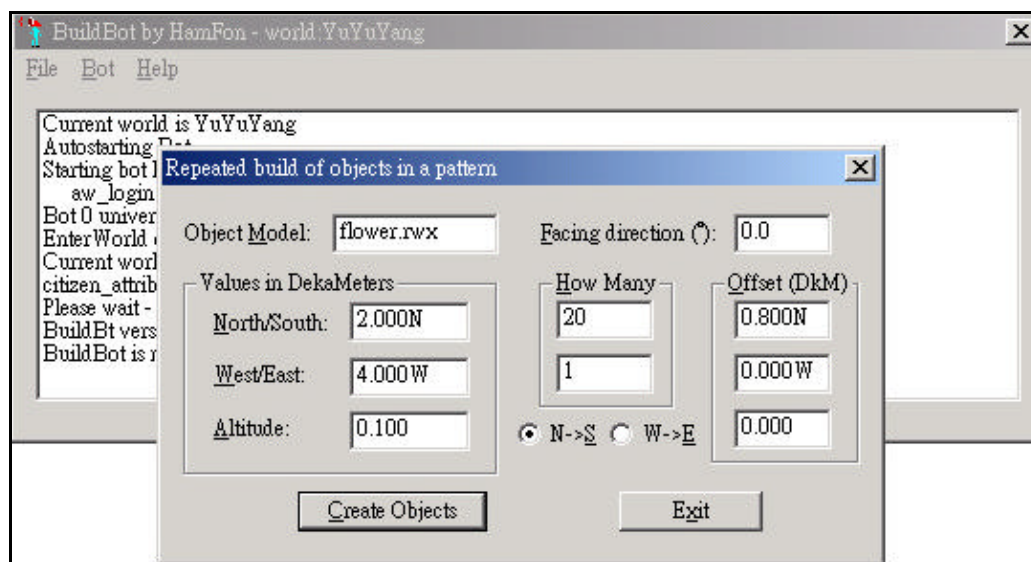 BuildBot by HamFon - world:YuYuYang
File Bot Help
Current world is YuYuYang
Autostarting
Starting bot
aw_login
Bot 0 univer
EnterWorld
Current worl
citizen_attrib
Please wait -
BuildBt vers
BuildBot is r
Repeated build of objects in a pattern
Object Model: flower.rwx Facing direction (°): 0.0
Values in DekaMeters How Many Offset (DkM)
North/South: 2.000N 20 0.800N
West/East: 4.000W 1 0.000W
Altitude: 0.100 N->S W->E 0.000
Create Objects Exit